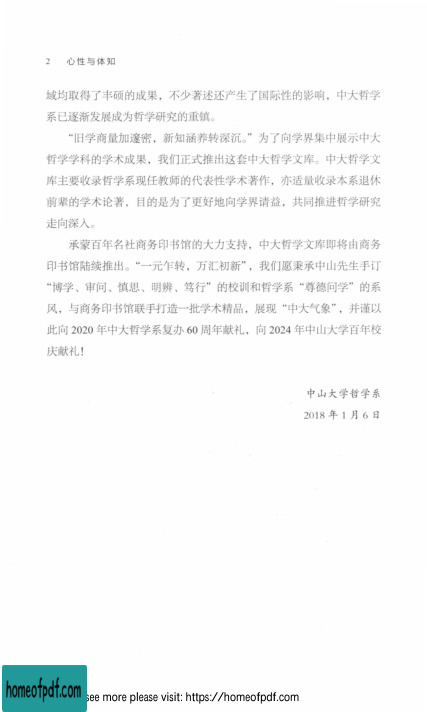 2 心性与体知
域均取得了丰硕的成果，不少著述还产生了国际性的影响，中大哲学
系已逐渐发展成为哲学研究的重镇。
“旧学商量加邃密，新知涵养转深沉。”为了向学界集中展示中大
哲学学科的学术成果，我们正式推出这套中大哲学文库。中大哲学文
库主要收录哲学系现任教师的代表性学术著作，亦适量收录本系退休
前辈的学术论著，目的是为了更好地向学界请益，共同推进哲学研究
走向深入。
承蒙百年名社商务印书馆的大力支持，中大哲学文库即将由商务
印书馆陆续推出。“一元乍转，万汇初新”，我们愿秉承中山先生手订
“博学、审问、慎思、明辨、笃行”的校训和哲学系“尊德问学”的系
风，与商务印书馆联手打造一批学术精品，展现“中大气象”，并谨以
此向 2020 年中大哲学系复办 60 周年献礼，向 2024 年中山大学百年校
庆献礼！
中山大学哲学系
2018 年 1 月 6 日
homeofpdf.com
see more please visit: https://homeofpdf.com